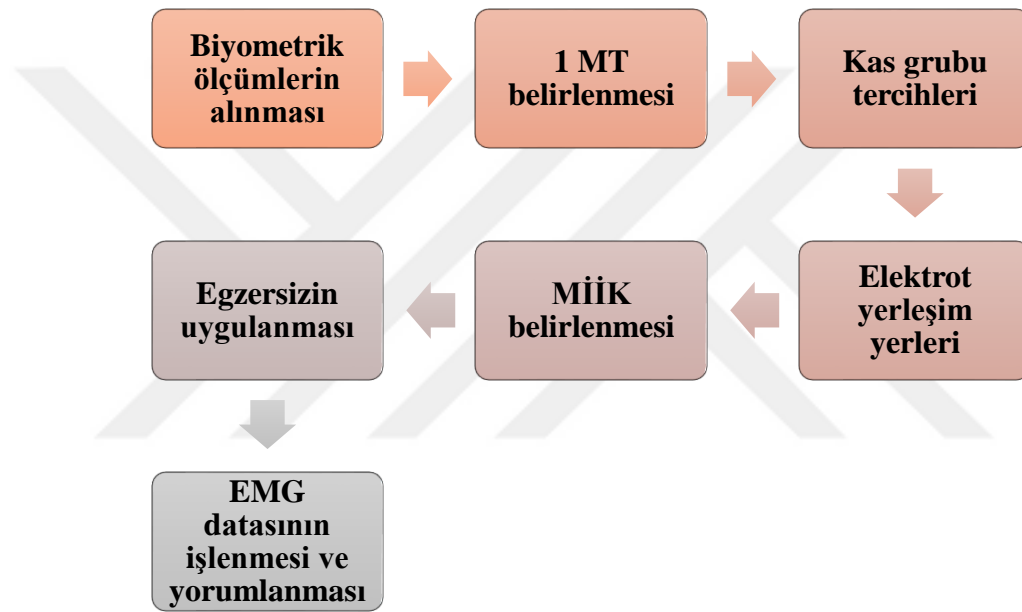 Biyometrik
ölçümlerin
alınması
1 MT
belirlenmesi
Kas grubu
tercihleri
Elektrot
yerleşim
yerleri
MİİK
belirlenmesi
Egzersizin
uygulanması
EMG
datasının
işlenmesi ve
yorumlanması